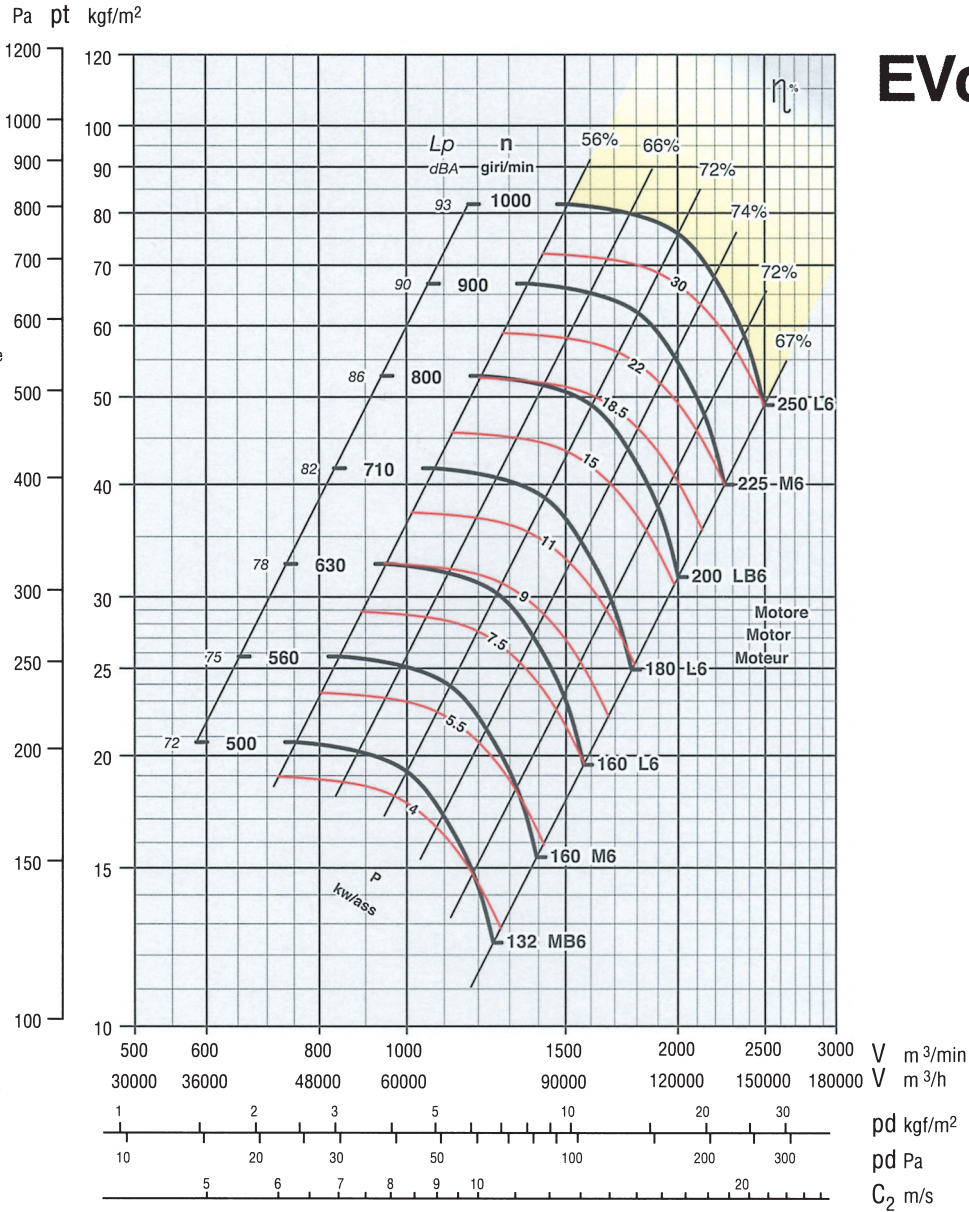 Pa pt kgf/m²
EVc
1200 120
1000 100
900 90
800 80
700 70
600 60
500 50
400 40
300 30
250 25
200 20
150 15
100 10
η%
Lp n
dBA giri/min
56% 66% 72% 74% 72% 67%
93 1000
90 900
86 800
82 710
78 630
75 560
72 500
30
22
18.5
15
11
9
7.5
5.5
4
P
kw/ass
250 L6
225 M6
200 LB6
Motore
Motor
Moteur
180 L6
160 L6
160 M6
132 MB6
500 600 800 1000 1500 2000 2500 3000 V m³/min
30000 36000 48000 60000 90000 120000 150000 180000 V m³/h
1 2 3 5 10 20 30 pd kgf/m²
10 20 30 50 100 200 300 pd Pa
5 6 7 8 9 10 20 C₂ m/s